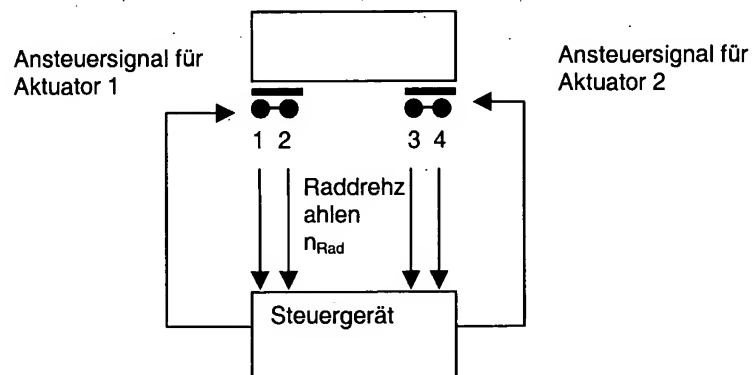 Ansteuersignal für
Aktuator 1
Ansteuersignal für
Aktuator 2
1 2
3 4
Raddrehz
ahlen
nRad
Steuergerät